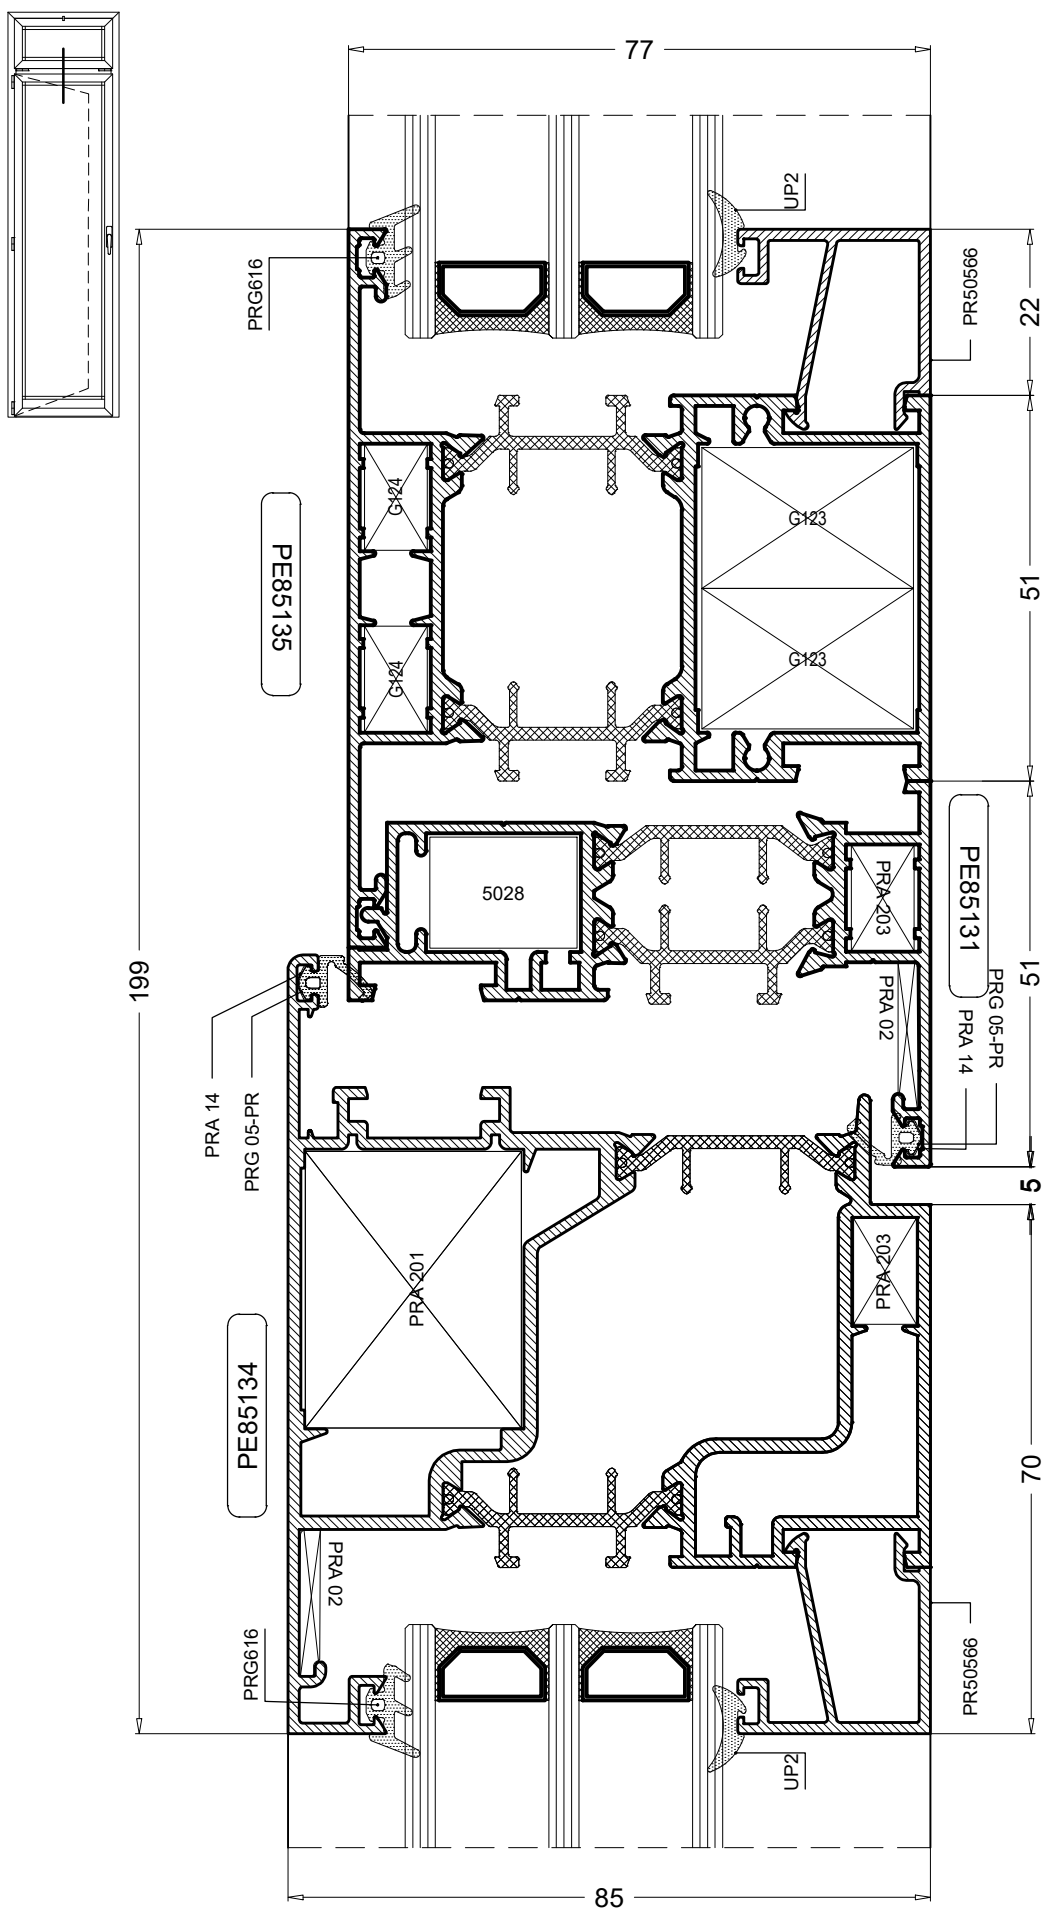 77
UP2
PRG616
PR50566
22
G124
G123
51
PE85135
G124
G123
PE85131
5028
PRA 203
51
199
PRA 02
PRG 05-PR
PRA 14
PRA 14
PRG 05-PR
5
PRA 203
PRA 201
PE85134
70
PRA 02
PRG616
PR50566
UP2
85